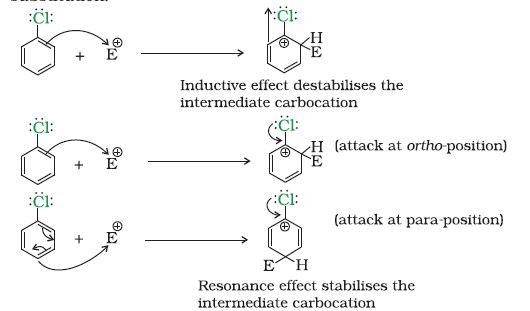 :Cl: :Cl:
+ E⊕ ⊕ H
E
Inductive effect destabilises the
intermediate carbocation
:Cl: :Cl:
+ E⊕ ⊕ H (attack at ortho-position)
E
:Cl: :Cl:
(attack at para-position)
+ E⊕ ⊕
E H
Resonance effect stabilises the
intermediate carbocation